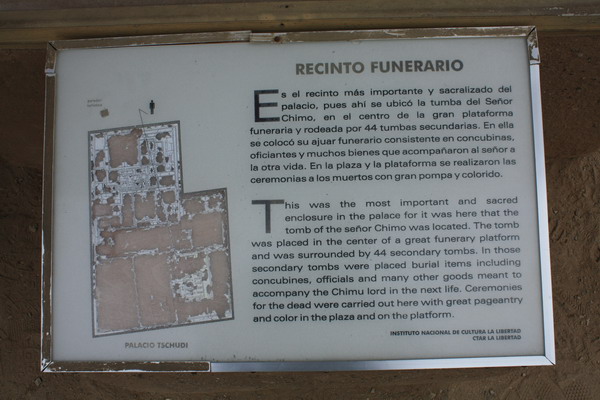 RECINTO FUNERARIO
Es el recinto más importante y sacralizado del
palacio, pues ahí se ubicó la tumba del Señor
Chimo, en el centro de la gran plataforma
funeraria y rodeada por 44 tumbas secundarias. En ella
se colocó su ajuar funerario consistente en concubinas,
oficiantes y muchos bienes que acompañaron al señor a
la otra vida. En la plaza y la plataforma se realizaron las
ceremonias a los muertos con gran pompa y colorido.
This was the most important and sacred
enclosure in the palace for it was here that the
tomb of the señor Chimo was located. The tomb
was placed in the center of a great funerary platform
and was surrounded by 44 secondary tombs. In those
secondary tombs were placed burial items including
concubines, officials and many other goods meant to
accompany the Chimu lord in the next life. Ceremonies
for the dead were carried out here with great pageantry
and color in the plaza and on the platform.
INSTITUTO NACIONAL DE CULTURA LA LIBERTAD
CTAR LA LIBERTAD
PALACIO TSCHUDI